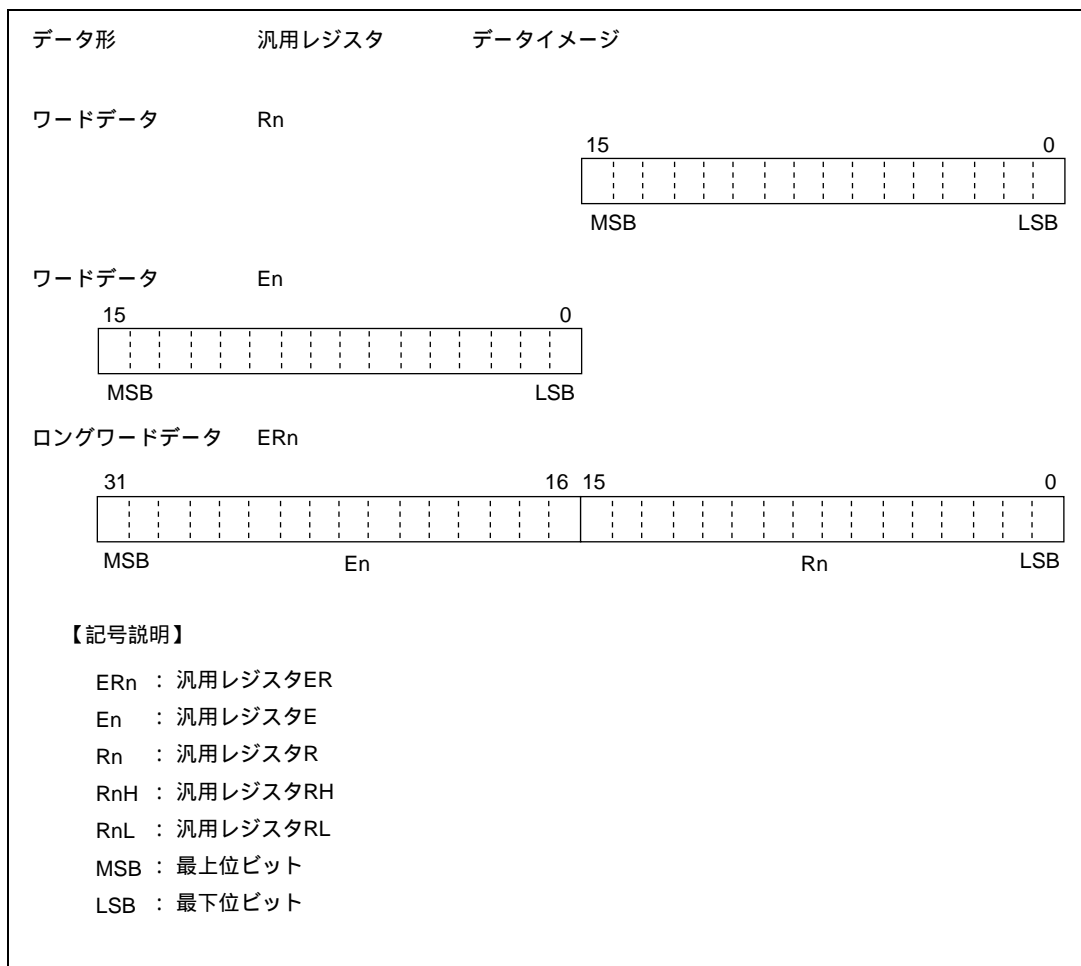 データ形 汎用レジスタ データイメージ
ワードデータ Rn
15 0
MSB LSB
ワードデータ En
15 0
MSB LSB
ロングワードデータ ERn
31 16 15 0
MSB En Rn LSB
【記号説明】
ERn : 汎用レジスタER
En : 汎用レジスタE
Rn : 汎用レジスタR
RnH : 汎用レジスタRH
RnL : 汎用レジスタRL
MSB : 最上位ビット
LSB : 最下位ビット